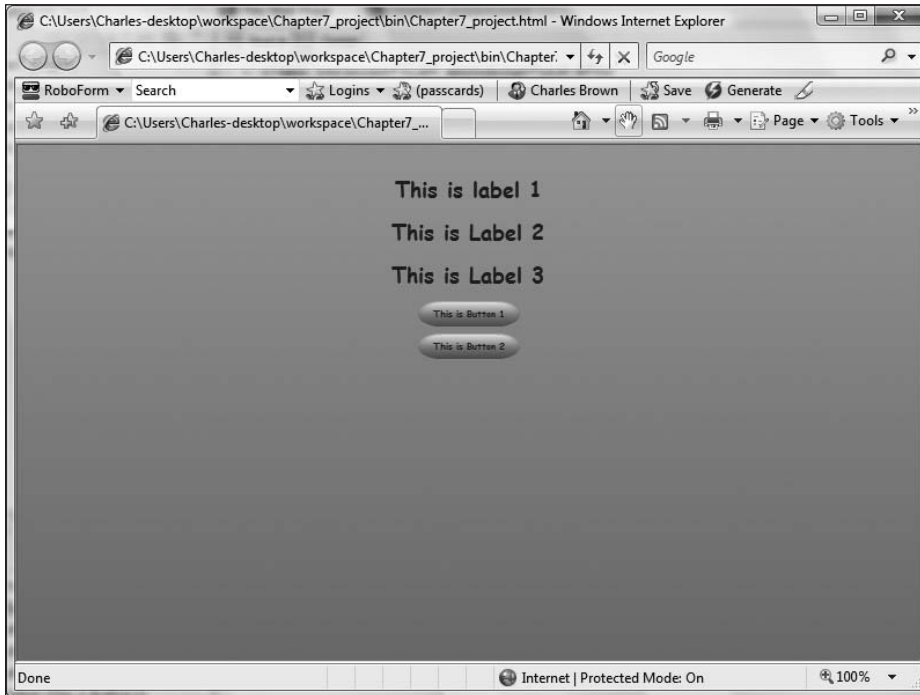 C:\Users\Charles-desktop\workspace\Chapter7_project\bin\Chapter7_project.html - Windows Internet Explorer
C:\Users\Charles-desktop\workspace\Chapter7_project\bin\Chapter. Google
RoboForm Search Logins (passcards) Charles Brown Save Generate
C:\Users\Charles-desktop\workspace\Chapter7_... Page Tools »
This is label 1
This is Label 2
This is Label 3
This is Button 1
This is Button 2
Done Internet | Protected Mode: On 100%